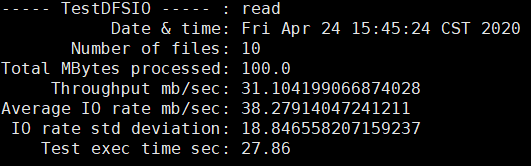 ----- TestDFSIO ----- : read
Date & time: Fri Apr 24 15:45:24 CST 2020
Number of files: 10
Total MBytes processed: 100.0
Throughput mb/sec: 31.104199066874028
Average IO rate mb/sec: 38.27914047241211
IO rate std deviation: 18.846558207159237
Test exec time sec: 27.86